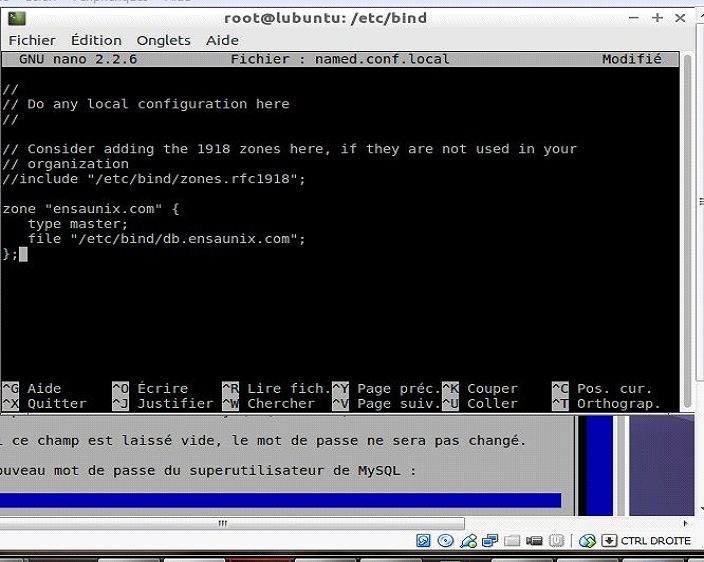 root@lubuntu: /etc/bind
Fichier Édition Onglets Aide
GNU nano 2.2.6 Fichier : named.conf.local Modifié
//
// Do any local configuration here
//
// Consider adding the 1918 zones here, if they are not used in your
// organization
//include "/etc/bind/zones.rfc1918";
zone "ensaunix.com" {
type master;
file "/etc/bind/db.ensaunix.com";
};
^G Aide ^O Écrire ^R Lire fich. ^Y Page préc. ^K Couper ^C Pos. cur.
^X Quitter ^J Justifier ^W Chercher ^V Page suiv. ^U Coller ^T Orthograp.
ce champ est laissé vide, le mot de passe ne sera pas changé.
ouveau mot de passe du superutilisateur de MySQL :
CTRL DROITE